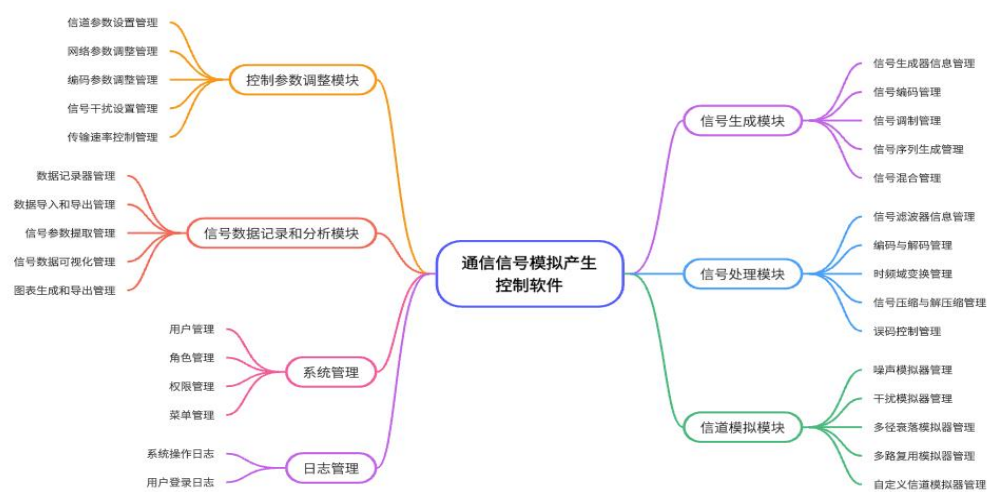 通信信号模拟产生
控制软件
控制参数调整模块
信道参数设置管理
网络参数调整管理
编码参数调整管理
信号干扰设置管理
传输速率控制管理
信号数据记录和分析模块
数据记录器管理
数据导入和导出管理
信号参数提取管理
信号数据可视化管理
图表生成和导出管理
系统管理
用户管理
角色管理
权限管理
菜单管理
日志管理
系统操作日志
用户登录日志
信号生成模块
信号生成器信息管理
信号编码管理
信号调制管理
信号序列生成管理
信号混合管理
信号处理模块
信号滤波器信息管理
编码与解码管理
时频域变换管理
信号压缩与解压缩管理
误码控制管理
信道模拟模块
噪声模拟器管理
干扰模拟器管理
多径衰落模拟器管理
多路复用模拟器管理
自定义信道模拟器管理